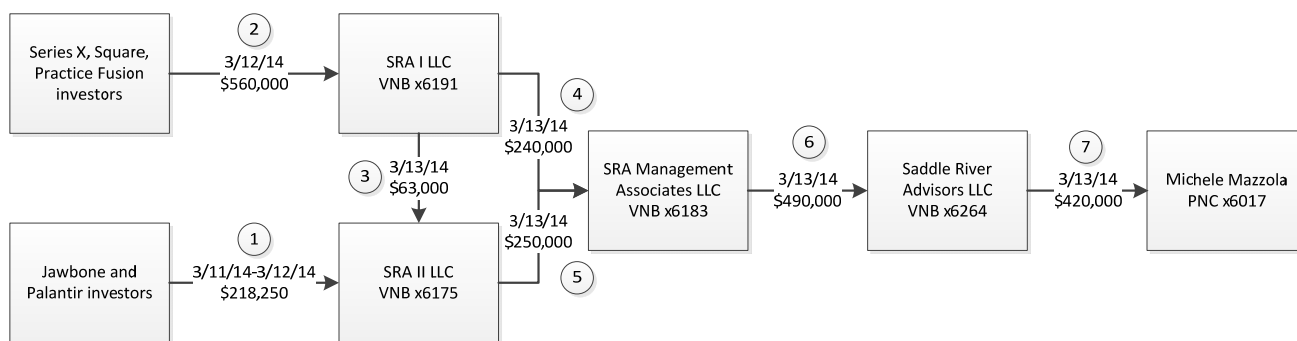 Series X, Square,
Practice Fusion
investors
2
3/12/14
$560,000
SRA I LLC
VNB x6191
3
3/13/14
$63,000
4
3/13/14
$240,000
Jawbone and
Palantir investors
1
3/11/14-3/12/14
$218,250
SRA II LLC
VNB x6175
3/13/14
$250,000
5
SRA Management
Associates LLC
VNB x6183
6
3/13/14
$490,000
Saddle River
Advisors LLC
VNB x6264
7
3/13/14
$420,000
Michele Mazzola
PNC x6017